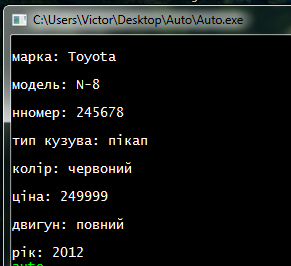 C:\Users\Victor\Desktop\Auto\Auto.exe
марка: Toyota
модель: N-8
нномер: 245678
тип кузува: пікап
колір: червоний
ціна: 249999
двигун: повний
рік: 2012
auto